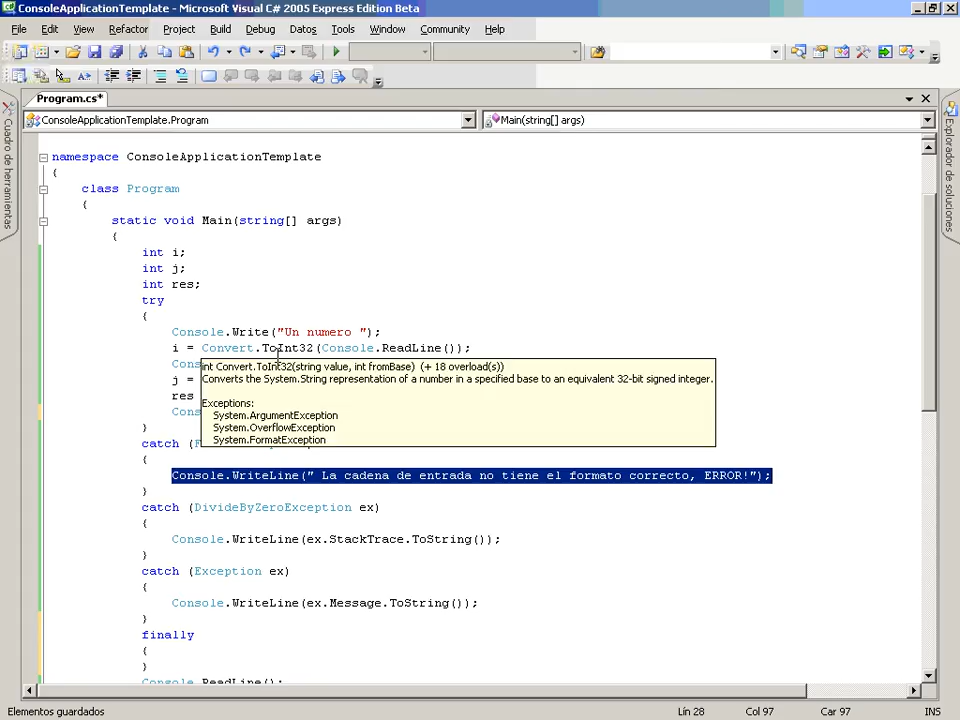 ConsoleApplicationTemplate - Microsoft Visual C# 2005 Express Edition Beta
File Edit View Refactor Project Build Debug Datos Tools Window Community Help
Program.cs*
ConsoleApplicationTemplate.Program
Main(string[] args)
Cuadro de herramientas
Explorador de soluciones
namespace ConsoleApplicationTemplate
{
class Program
{
static void Main(string[] args)
{
int i;
int j;
int res;
try
{
Console.Write("Un numero ");
i = Convert.ToInt32(Console.ReadLine());
Cons
int Convert.ToInt32(string value, int fromBase) (+ 18 overload(s))
Converts the System.String representation of a number in a specified base to an equivalent 32-bit signed integer.
j =
res
Exceptions:
Cons
System.ArgumentException
System.OverflowException
System.FormatException
}
catch (F
{
Console.WriteLine(" La cadena de entrada no tiene el formato correcto, ERROR!");
}
catch (DivideByZeroException ex)
{
Console.WriteLine(ex.StackTrace.ToString());
}
catch (Exception ex)
{
Console.WriteLine(ex.Message.ToString());
}
finally
{
}
Console.ReadLine();
Elementos guardados
Lín 28
Col 97
Car 97
INS